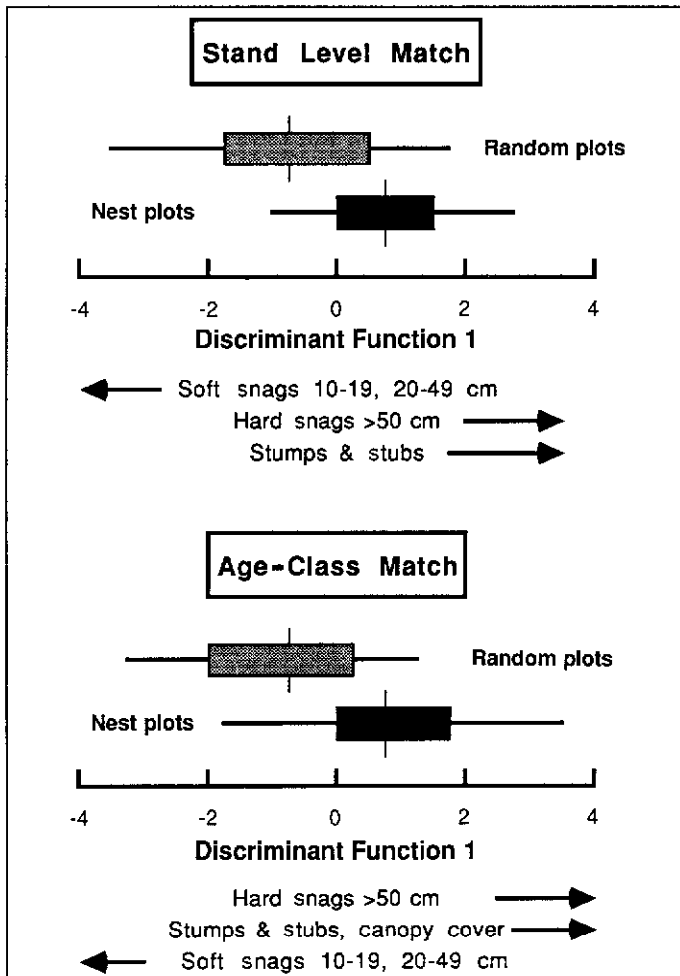 Stand Level Match
Random plots
Nest plots
-4 -2 0 2 4
Discriminant Function 1
Soft snags 10-19, 20-49 cm
Hard snags >50 cm
Stumps & stubs
Age-Class Match
Random plots
Nest plots
-4 -2 0 2 4
Discriminant Function 1
Hard snags >50 cm
Stumps & stubs, canopy cover
Soft snags 10-19, 20-49 cm